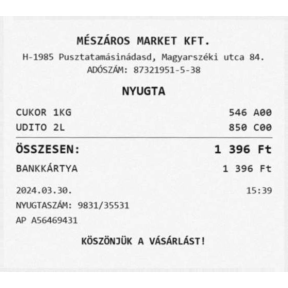 MÉSZÁROS MARKET KFT.
H-1985 Pusztatamásinádasd, Magyarszéki utca 84.
ADÓSZÁM: 87321951-5-38
NYUGTA
CUKOR 1KG 546 A00
UDITO 2L 850 C00
ÖSSZESEN: 1 396 Ft
BANKKÁRTYA 1 396 Ft
2024.03.30. 15:39
NYUGTASZÁM: 9831/35531
AP A56469431
KÖSZÖNJÜK A VÁSÁRLÁST!